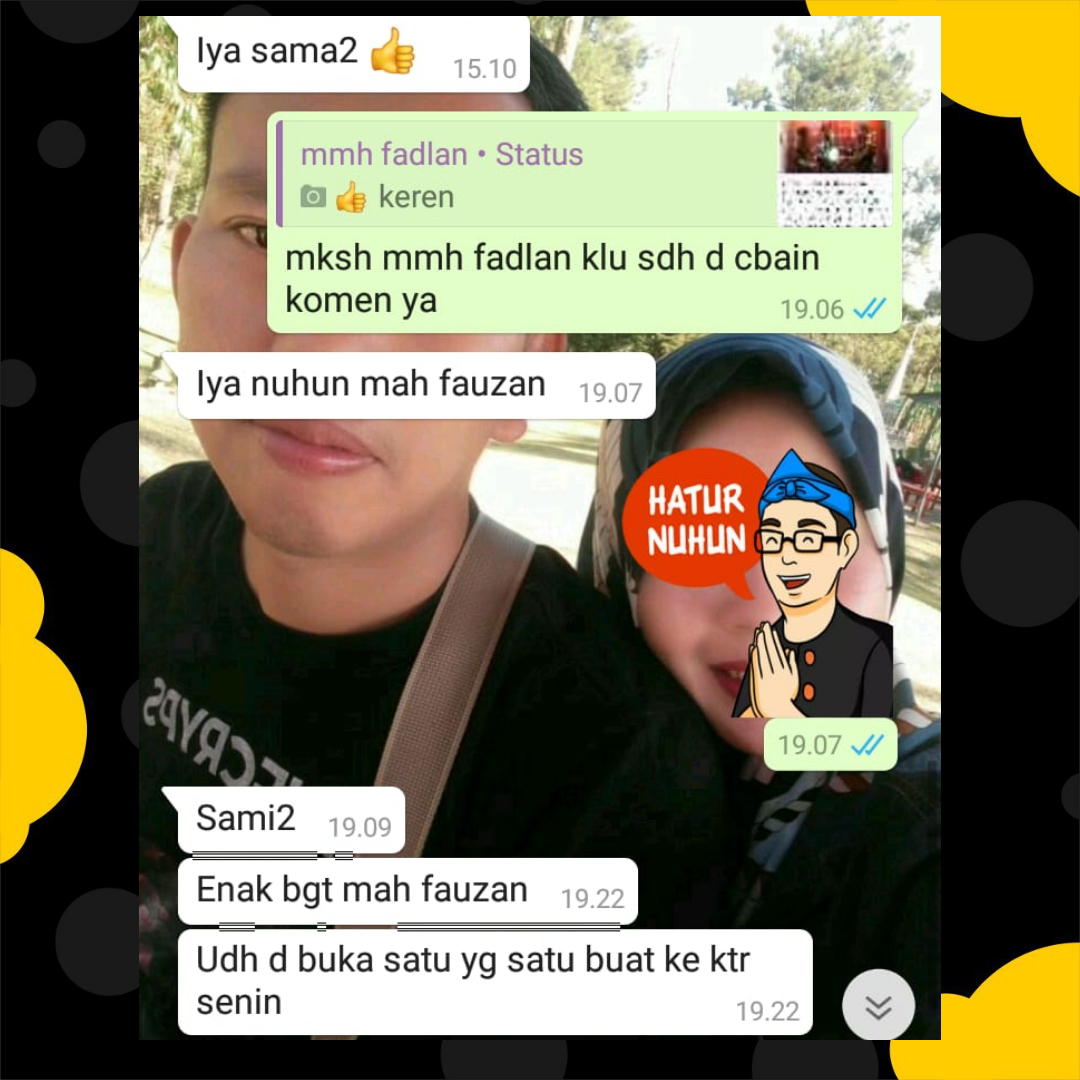 Iya sama2 👍 15.10
mmh fadlan • Status
👍 keren
mksh mmh fadlan klu sdh d cbain
komen ya 19.06
Iya nuhun mah fauzan 19.07
HATUR
NUHUN
19.07
Sami2 19.09
Enak bgt mah fauzan 19.22
Udh d buka satu yg satu buat ke ktr
senin 19.22